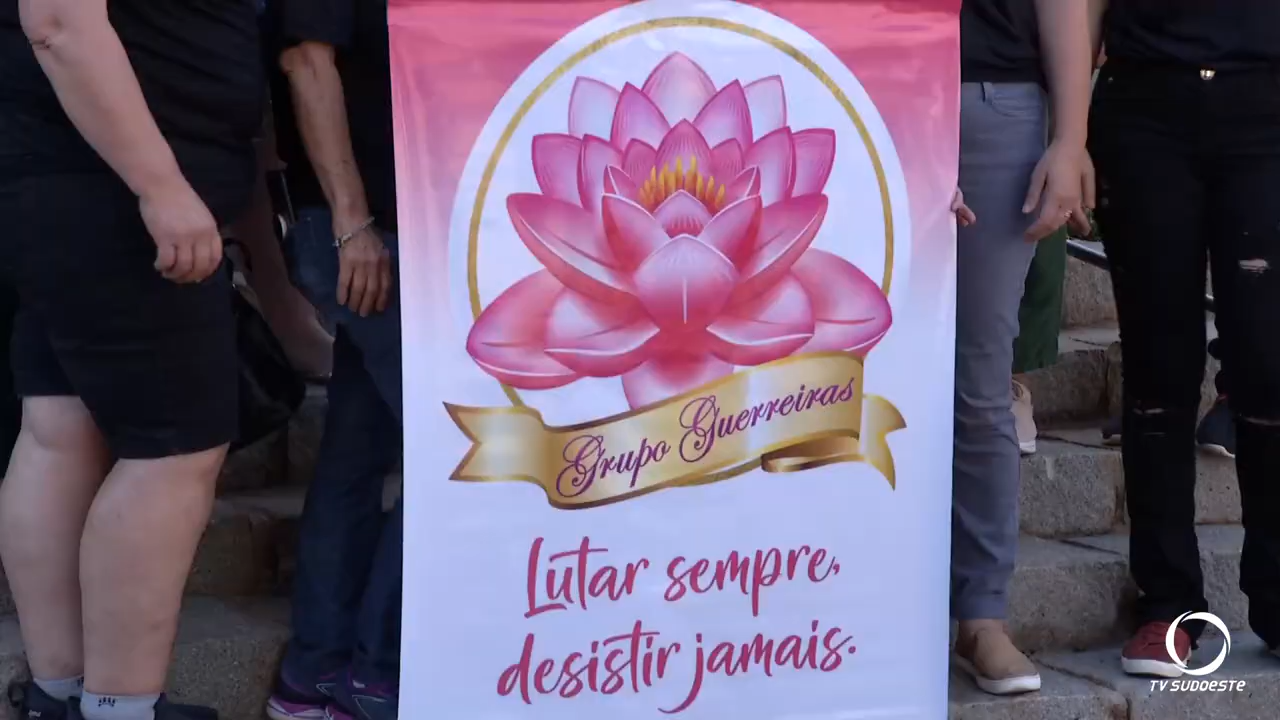 Grupo Guerreiras
Lutar sempre,
desistir jamais.
TV SUDOESTE